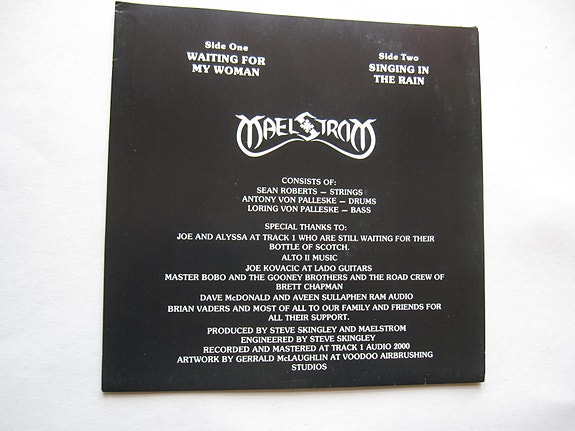 Side One
WAITING FOR
MY WOMAN
Side Two
SINGING IN
THE RAIN
MAELSTROM
CONSISTS OF:
SEAN ROBERTS — STRINGS
ANTONY VON PALLESKE — DRUMS
LORING VON PALLESKE — BASS
SPECIAL THANKS TO:
JOE AND ALYSSA AT TRACK 1 WHO ARE STILL WAITING FOR THEIR
BOTTLE OF SCOTCH.
ALTO II MUSIC
JOE KOVACIC AT LADO GUITARS
MASTER BOBO AND THE GOONEY BROTHERS AND THE ROAD CREW OF
BRETT CHAPMAN
DAVE McDONALD AND AVEEN SULLAPHEN RAM AUDIO
BRIAN VADERS AND MOST OF ALL TO OUR FAMILY AND FRIENDS FOR
ALL THEIR SUPPORT.
PRODUCED BY STEVE SKINGLEY AND MAELSTROM
ENGINEERED BY STEVE SKINGLEY
RECORDED AND MASTERED AT TRACK 1 AUDIO 2000
ARTWORK BY GERRALD McLAUGHLIN AT VOODOO AIRBRUSHING
STUDIOS